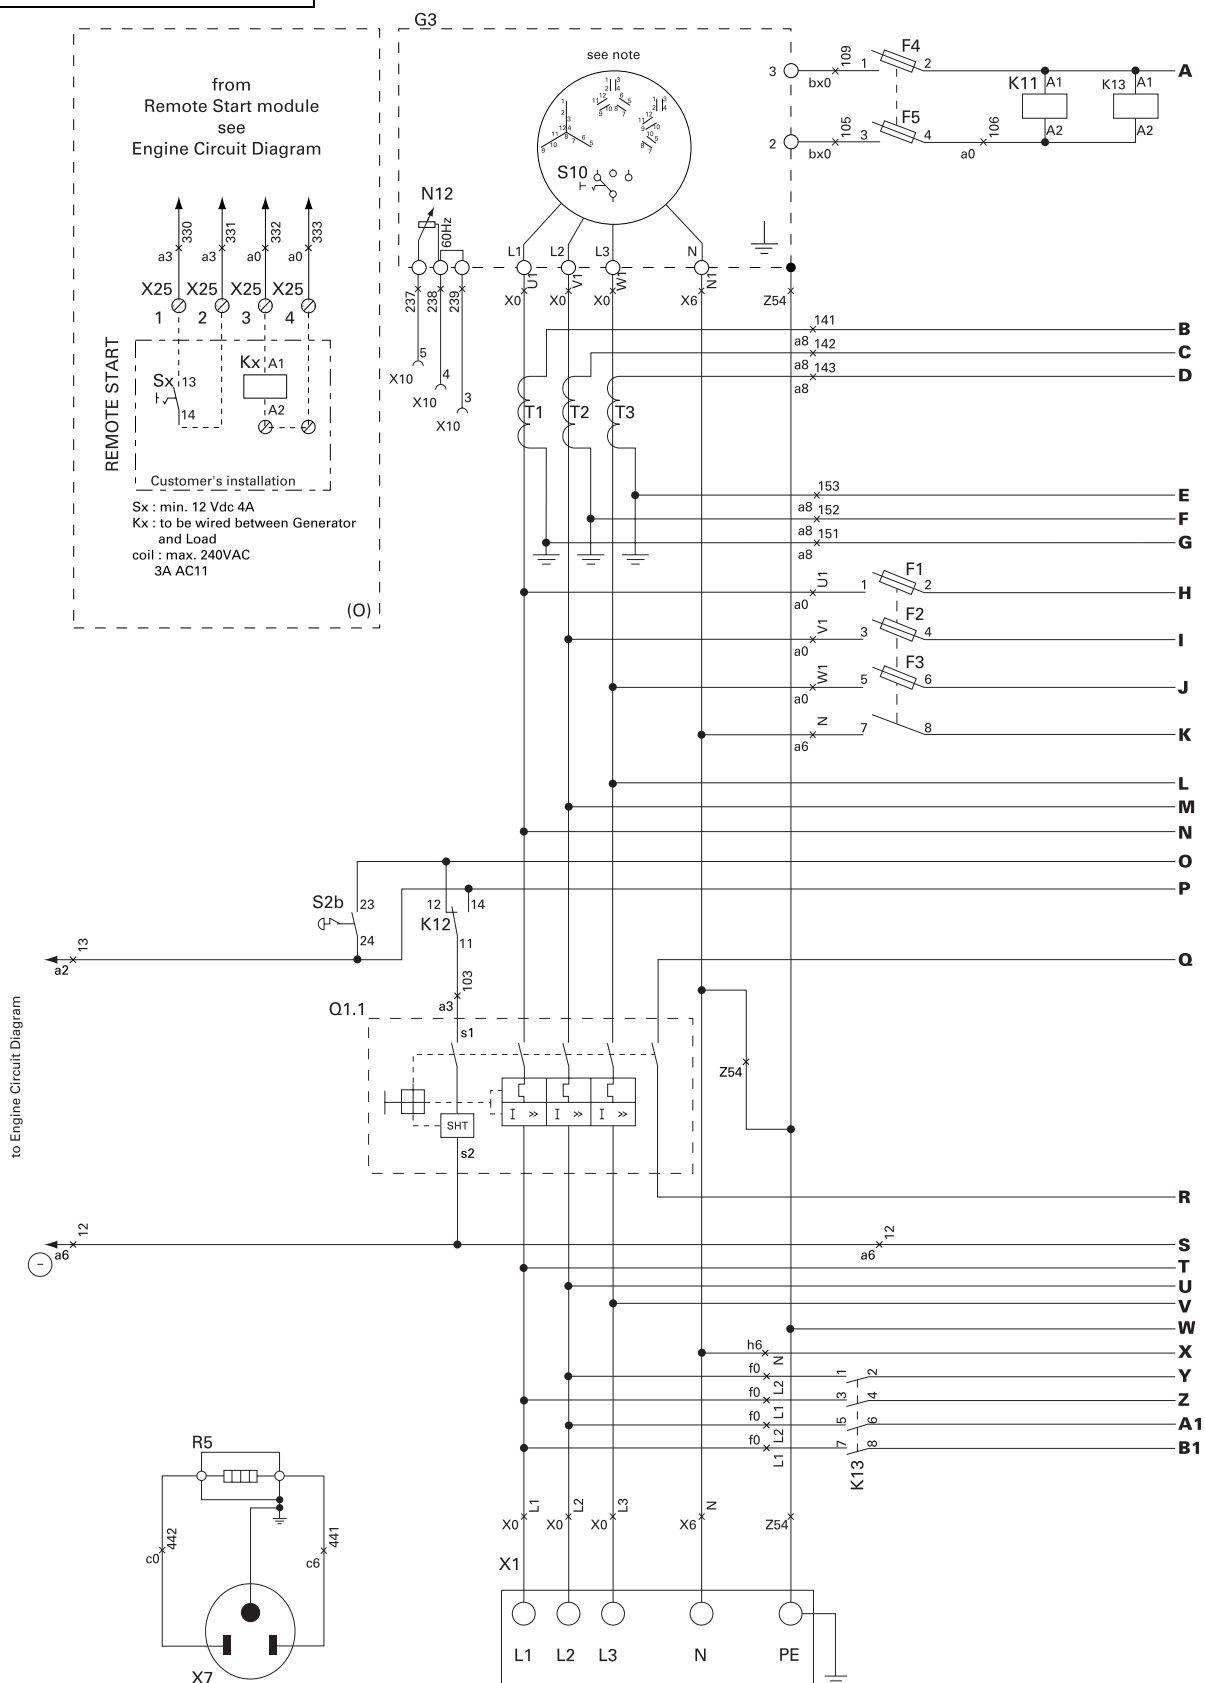 G3
see note
from
Remote Start module
see
Engine Circuit Diagram
3
bx0
109
1
F4
2
K11
A1
K13
A1
A
A2
A2
2
bx0
105
3
F5
4
a0
106
S10
N12
60Hz
330
331
332
333
a3
a3
a0
a0
X25
X25
X25
X25
1
2
3
4
L1
L2
L3
N
U1
V1
W1
N1
X0
X0
X0
X6
Z54
237
238
239
5
X10
4
X10
3
X10
REMOTE START
Sx
13
14
Kx
A1
A2
Customer's installation
Sx : min. 12 Vdc 4A
Kx : to be wired between Generator
and Load
coil : max. 240VAC
3A AC11
(O)
141
a8
B
142
a8
C
143
a8
D
T1
T2
T3
153
a8
E
152
a8
F
151
a8
G
U1
a0
1
F1
2
H
V1
a0
3
F2
4
I
W1
a0
5
F3
6
J
N
a6
7
8
K
L
M
N
O
P
S2b
23
24
12
14
K12
11
13
a2
103
a3
Q
Q1.1
s1
SHT
s2
I >>
I >>
I >>
Z54
to Engine Circuit Diagram
R
12
a6
−
12
a6
S
T
U
V
W
h6
N
X
f0
L2
1
2
Y
f0
L1
3
4
Z
f0
L2
5
6
A1
f0
L1
7
8
B1
K13
R5
442
c0
441
c6
X7
L1
L2
L3
N
X0
X0
X0
X6
Z54
X1
L1
L2
L3
N
PE